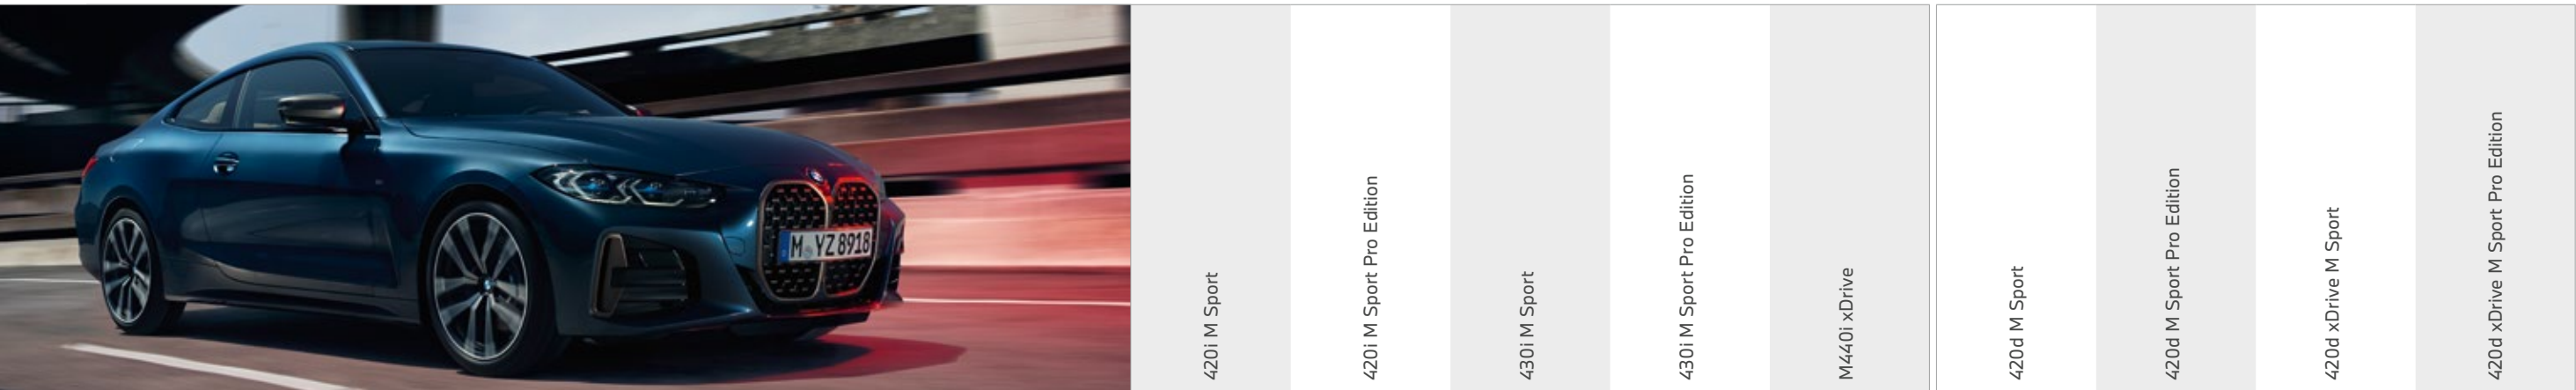 M YZ 8918
420i M Sport
420i M Sport Pro Edition
430i M Sport
430i M Sport Pro Edition
M440i xDrive
420d M Sport
420d M Sport Pro Edition
420d xDrive M Sport
420d xDrive M Sport Pro Edition